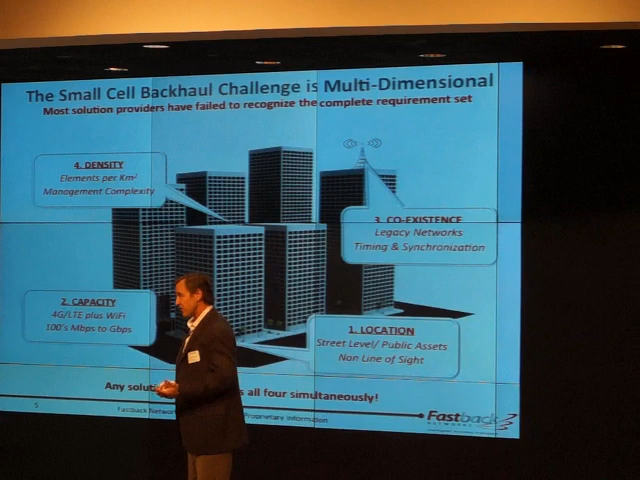 The Small Cell Backhaul Challenge is Multi-Dimensional
Most solution providers have failed to recognize the complete requirement set
4. DENSITY
Elements per Km²
Management Complexity
3. CO-EXISTENCE
Legacy Networks
Timing & Synchronization
2. CAPACITY
4G/LTE plus WiFi
100's Mbps to Gbps
1. LOCATION
Street Level/ Public Assets
Non Line of Sight
Any s all four simultaneously!
5 Fastback Proprietary Information
Fastback
NETWORKS